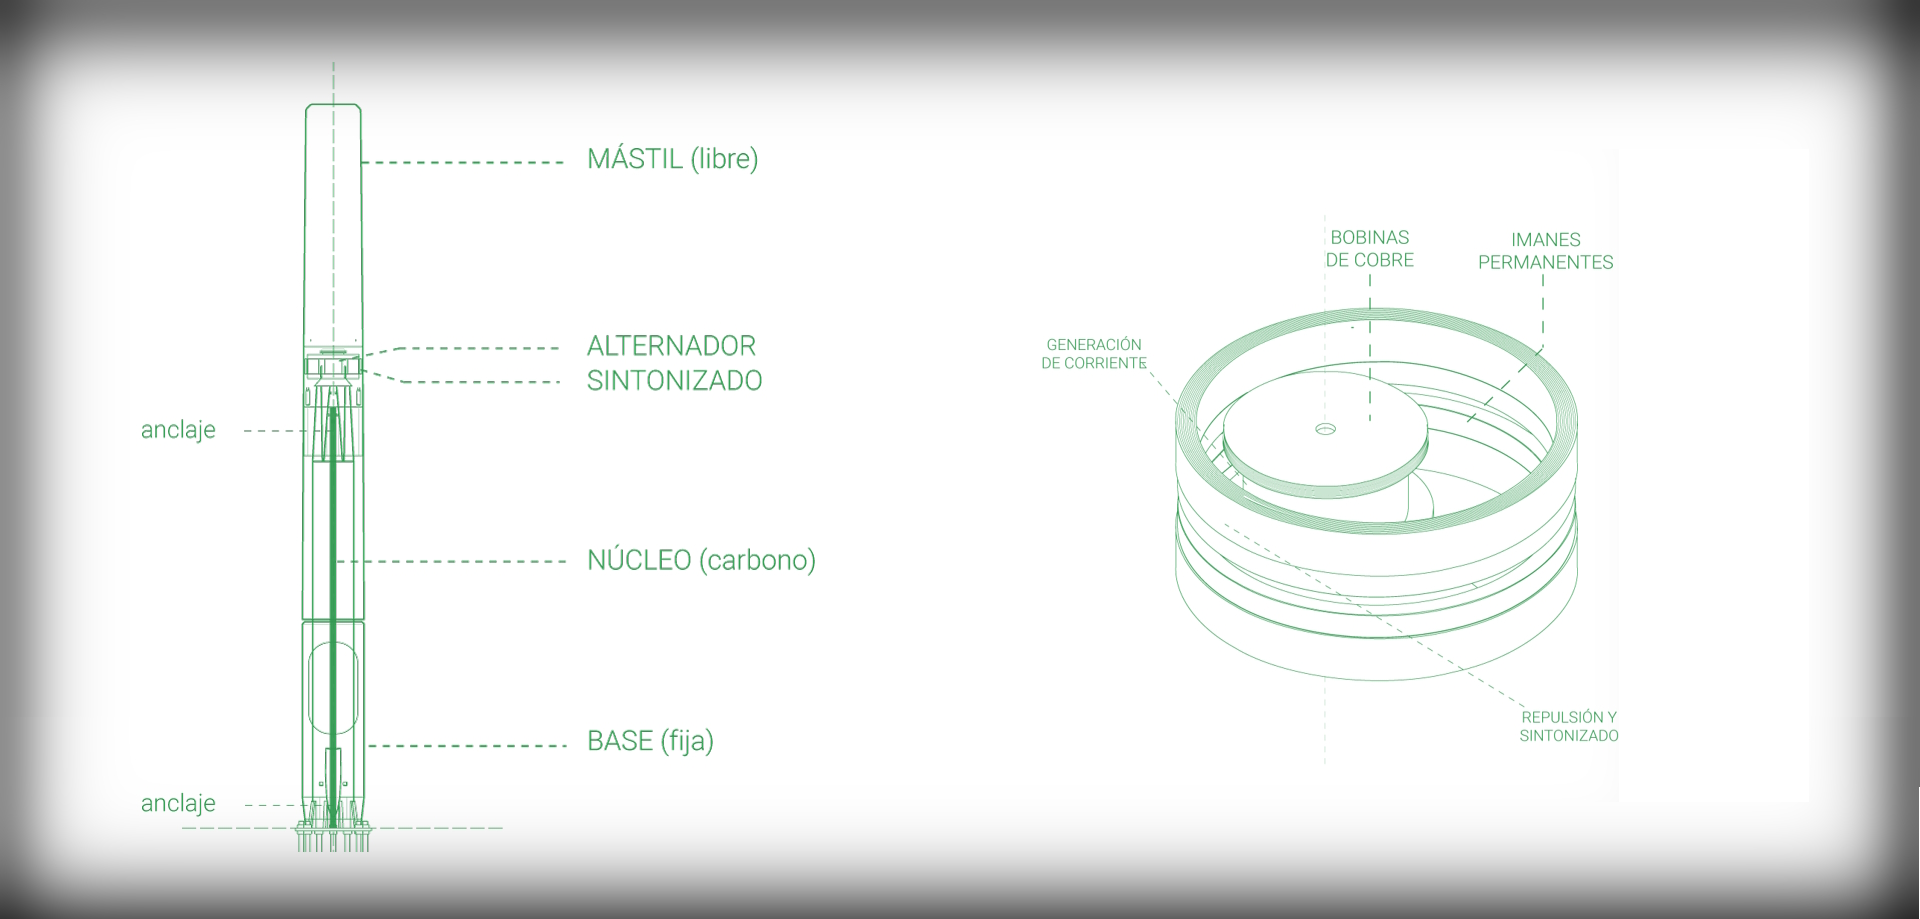 MÁSTIL (libre)
ALTERNADOR
SINTONIZADO
anclaje
NÚCLEO (carbono)
BASE (fija)
anclaje
BOBINAS
DE COBRE
IMANES
PERMANENTES
GENERACIÓN
DE CORRIENTE
REPULSIÓN Y
SINTONIZADO